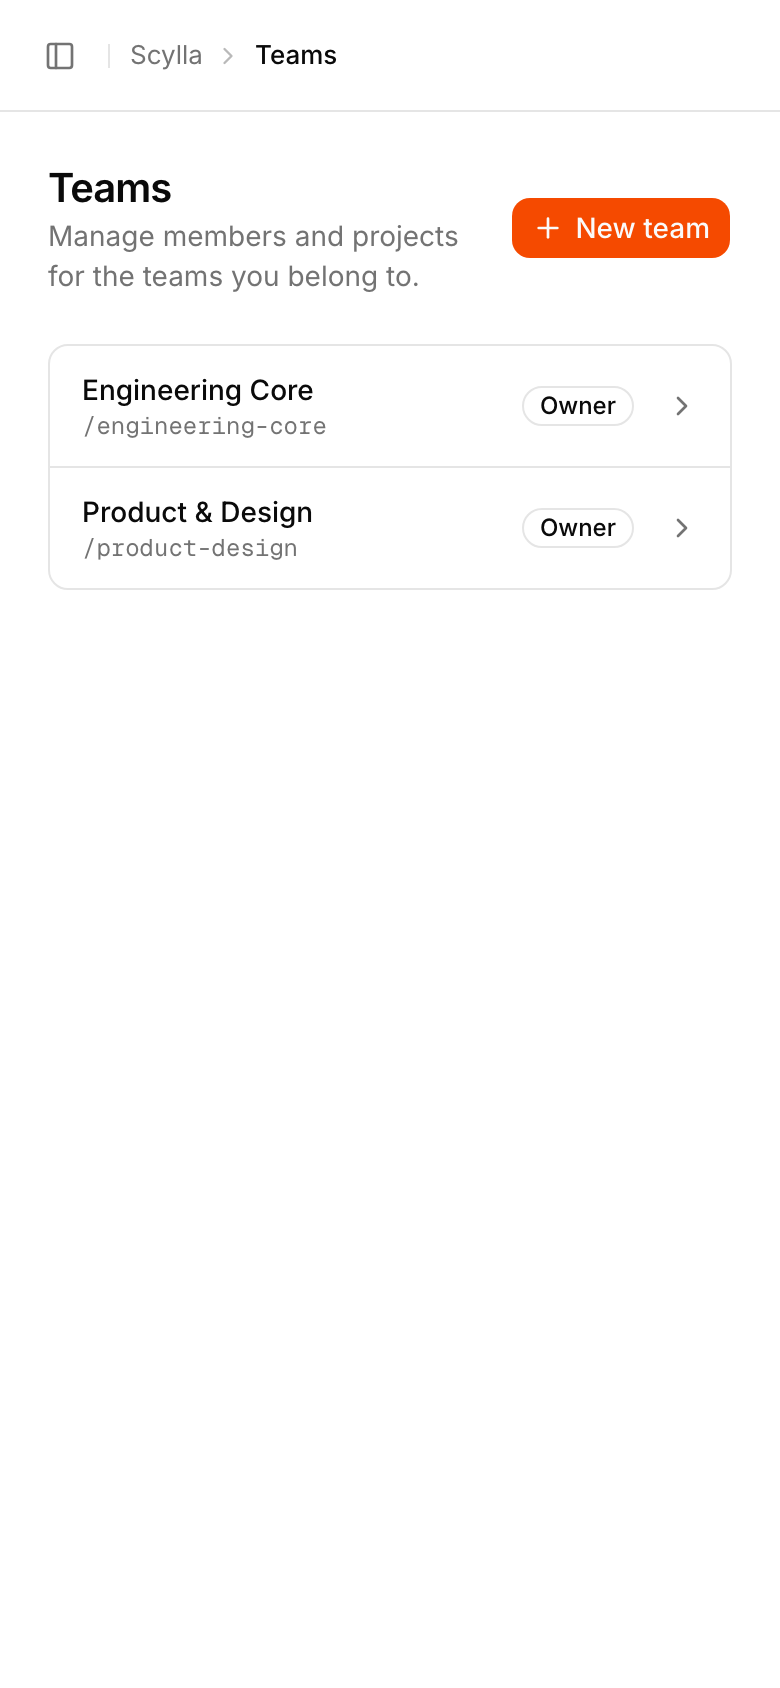 Scylla > Teams
Teams
Manage members and projects
for the teams you belong to.
New team
Engineering Core
/engineering-core
Owner
Product & Design
/product-design
Owner